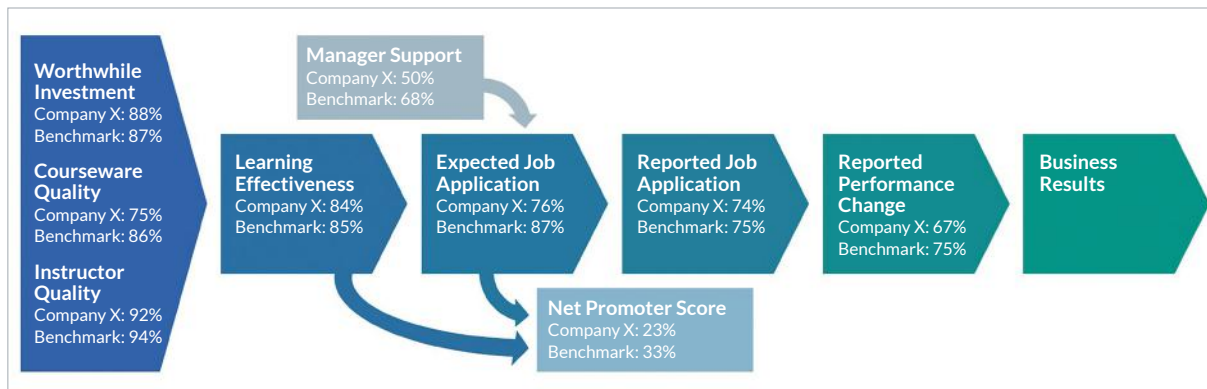 Worthwhile
Investment
Company X: 88%
Benchmark: 87%
Courseware
Quality
Company X: 75%
Benchmark: 86%
Instructor
Quality
Company X: 92%
Benchmark: 94%
Manager Support
Company X: 50%
Benchmark: 68%
Learning
Effectiveness
Company X: 84%
Benchmark: 85%
Expected Job
Application
Company X: 76%
Benchmark: 87%
Reported Job
Application
Company X: 74%
Benchmark: 75%
Reported
Performance
Change
Company X: 67%
Benchmark: 75%
Business
Results
Net Promoter Score
Company X: 23%
Benchmark: 33%